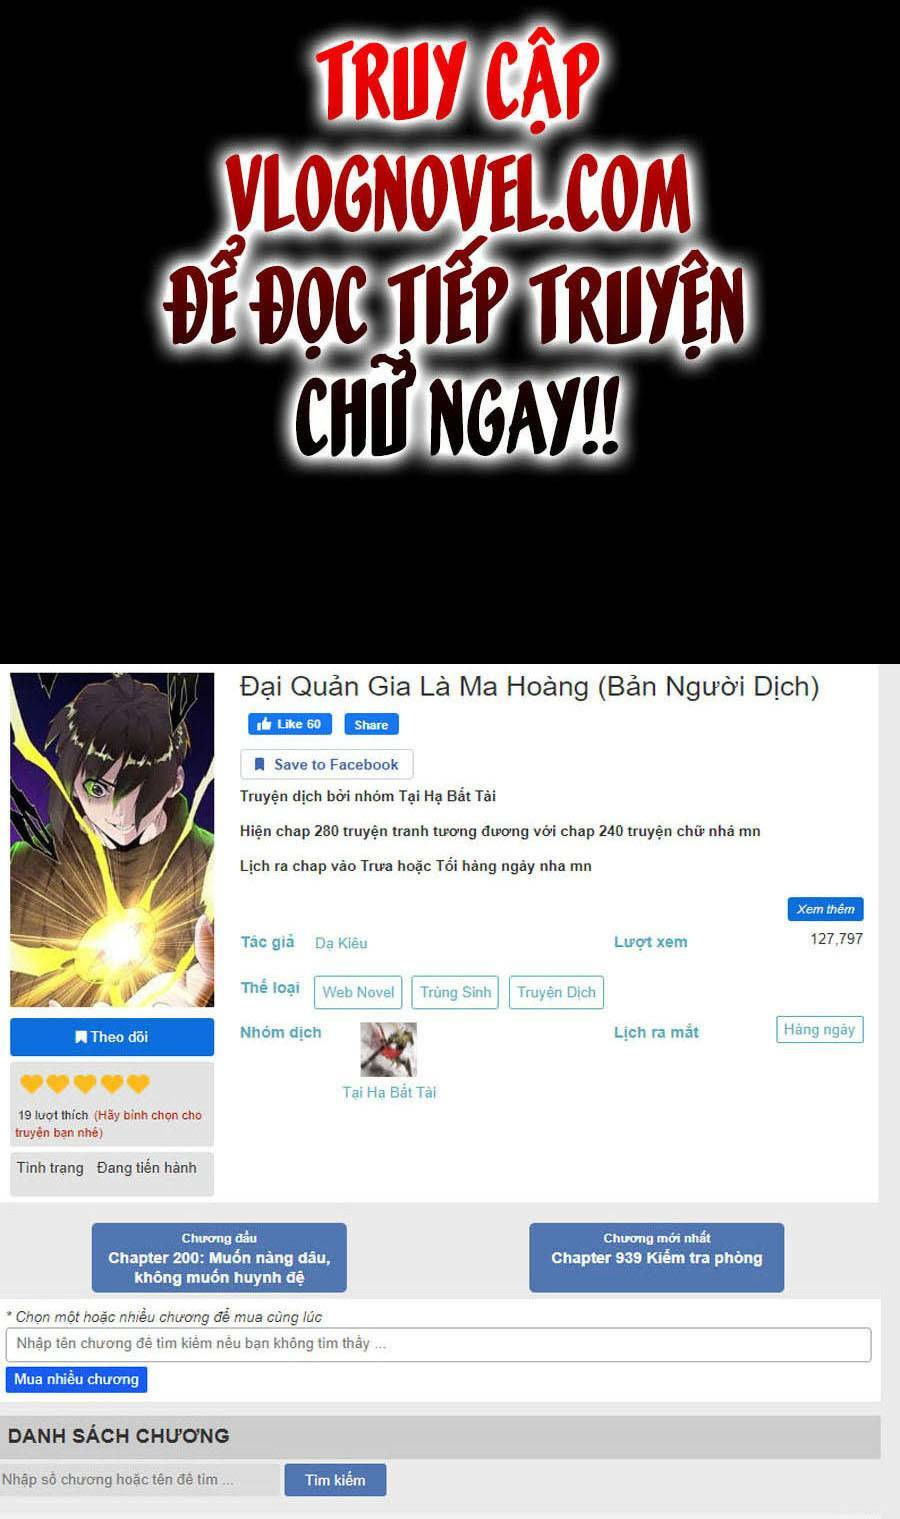 TRUY CẬP
VLOGNOVEL.COM
ĐỂ ĐỌC TIẾP TRUYỆN
CHỮ NGAY!!
Đại Quản Gia Là Ma Hoàng (Bản Người Dịch)
Like 60 Share
Save to Facebook
Truyện dịch bởi nhóm Tại Hạ Bất Tài
Hiện chap 280 truyện tranh tương đương với chap 240 truyện chữ nhá mn
Lịch ra chap vào Trưa hoặc Tối hàng ngày nha mn
Xem thêm
Tác giả Dạ Kiêu Lượt xem 127,797
Thể loại Web Novel Trùng Sinh Truyện Dịch
Nhóm dịch Lịch ra mắt Hàng ngày
Tại Hạ Bất Tài
Theo dõi
19 lượt thích (Hãy bình chọn cho
truyện bạn nhé)
Tình trạng Đang tiến hành
Chương đầu
Chapter 200: Muốn nàng dâu,
không muốn huynh đệ
Chương mới nhất
Chapter 939 Kiểm tra phòng
* Chọn một hoặc nhiều chương để mua cùng lúc
Nhập tên chương để tìm kiếm nếu bạn không tìm thấy ...
Mua nhiều chương
DANH SÁCH CHƯƠNG
Nhập số chương hoặc tên để tìm ... Tìm kiếm